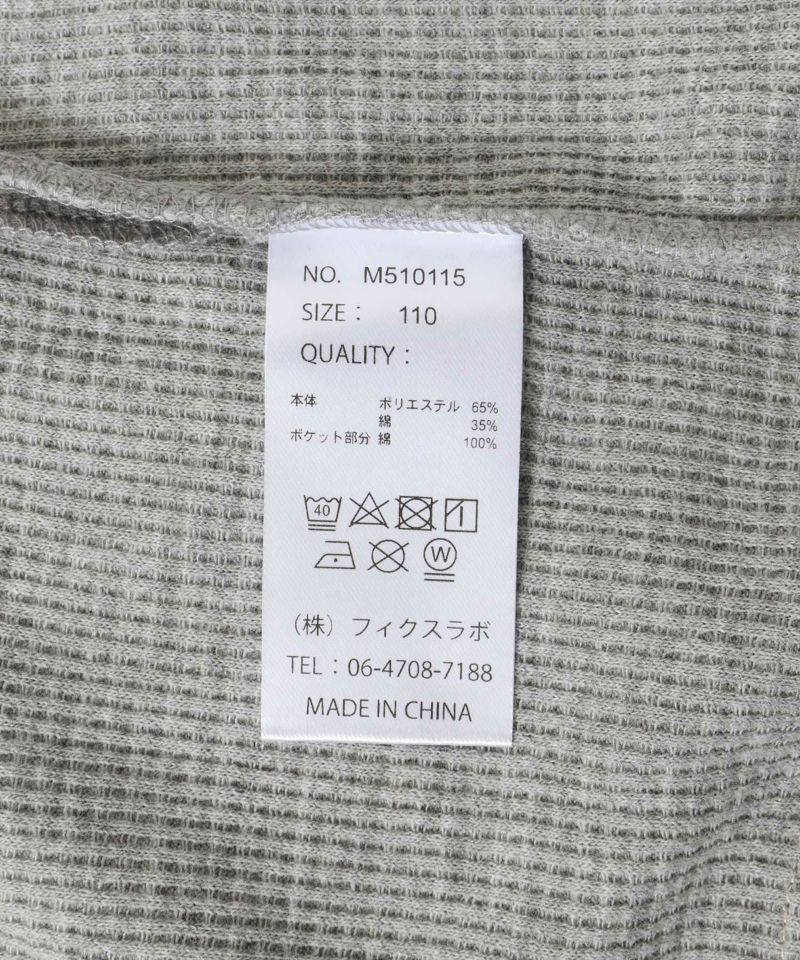 NO. M510115
SIZE： 110
QUALITY：
本体 ポリエステル 65%
綿 35%
ポケット部分 綿 100%
40
W
（株）フィクスラボ
TEL：06-4708-7188
MADE IN CHINA